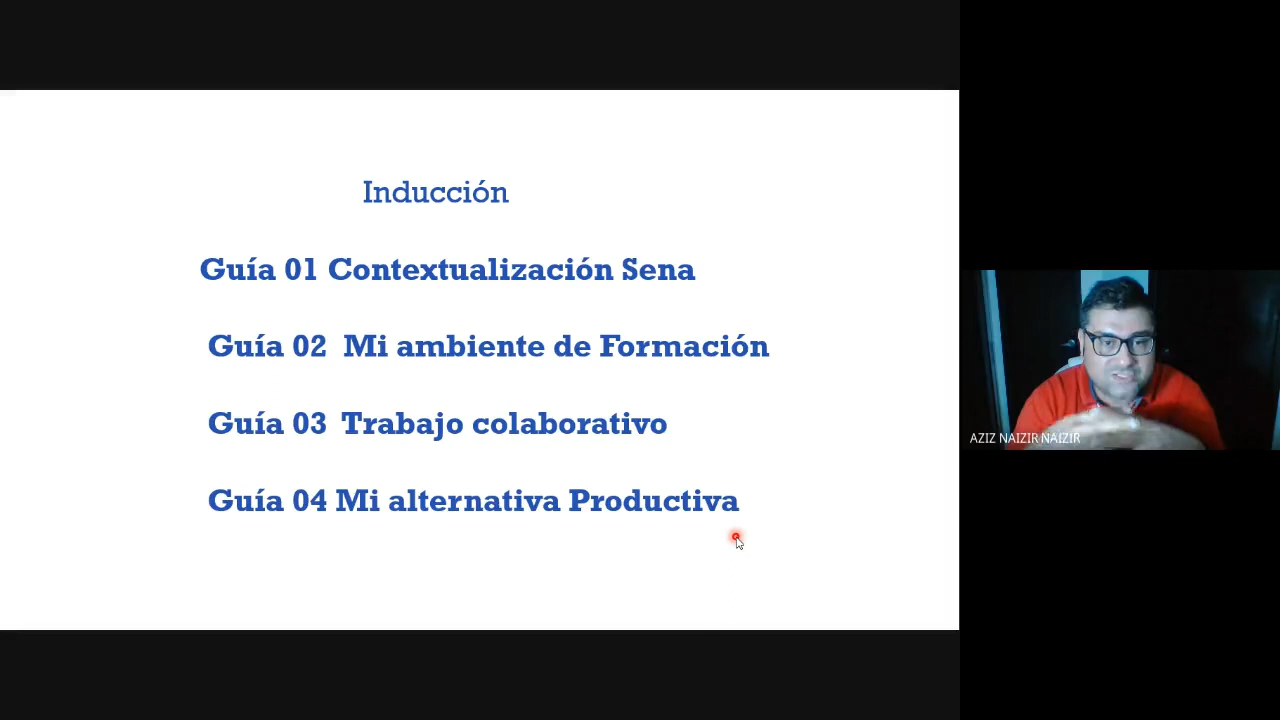 Inducción
Guía 01 Contextualización Sena
Guía 02 Mi ambiente de Formación
Guía 03 Trabajo colaborativo
Guía 04 Mi alternativa Productiva
AZIZ NAIZIR NAIZIR